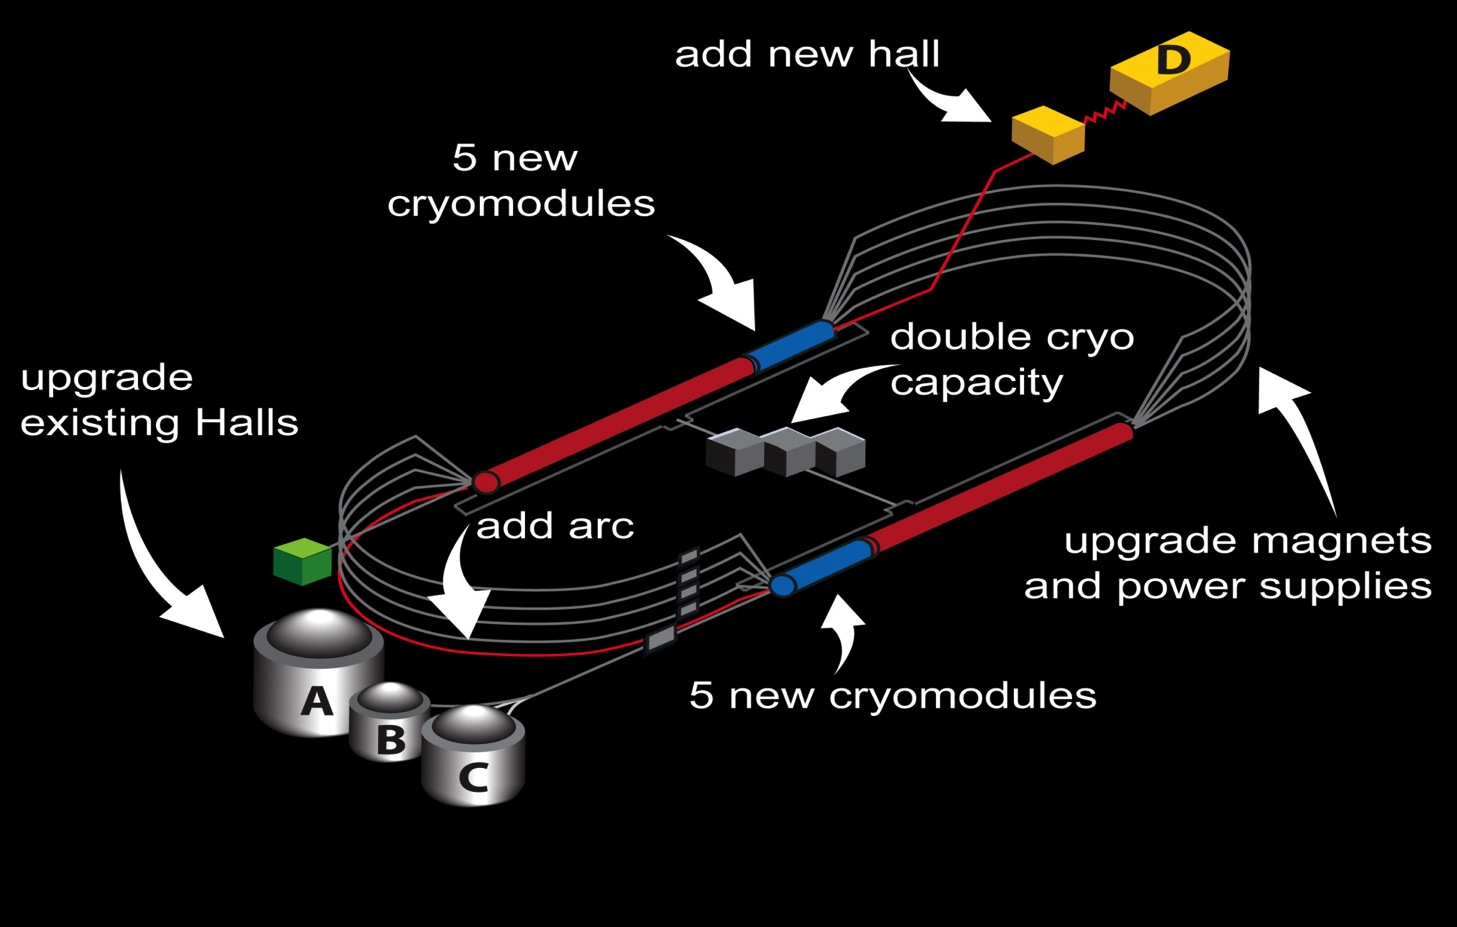 add new hall
D
5 new
cryomodules
double cryo
capacity
upgrade
existing Halls
add arc
upgrade magnets
and power supplies
5 new cryomodules
A
B
C